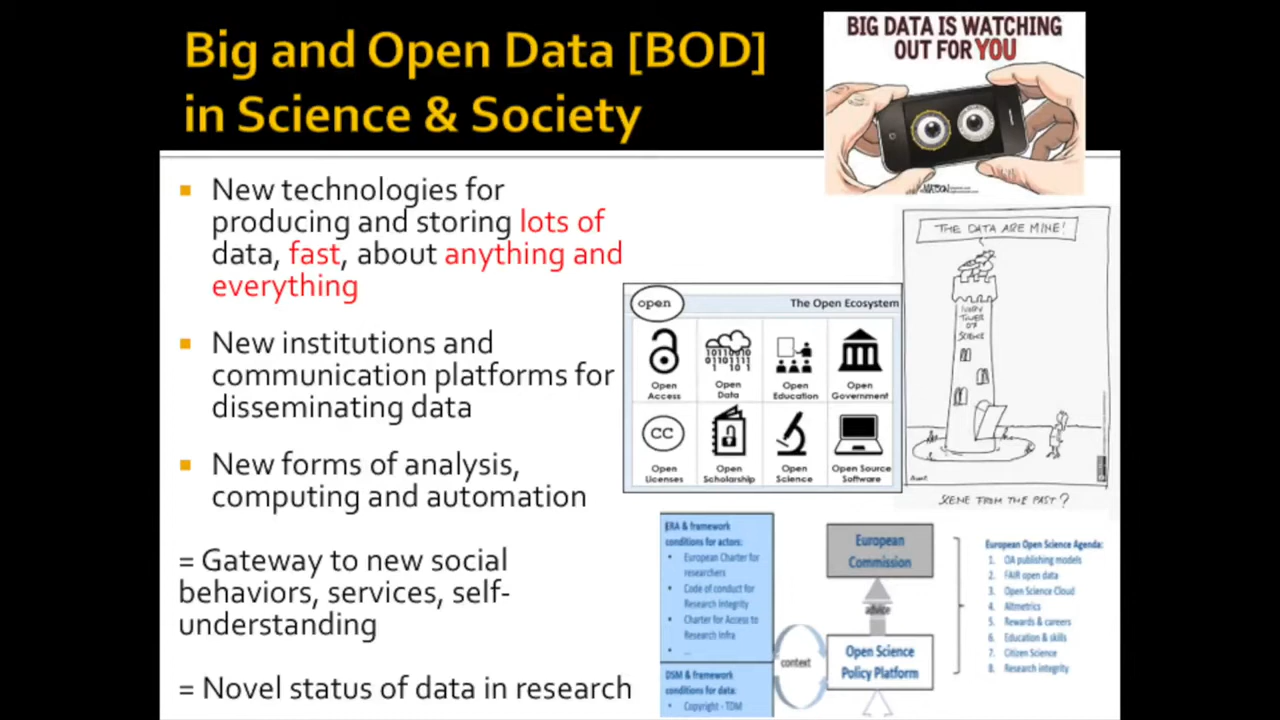 Big and Open Data [BOD]
in Science & Society
BIG DATA IS WATCHING
OUT FOR YOU
New technologies for
producing and storing lots of
data, fast, about anything and
everything
New institutions and
communication platforms for
disseminating data
New forms of analysis,
computing and automation
= Gateway to new social
behaviors, services, self-
understanding
= Novel status of data in research
open
The Open Ecosystem
Open
Access
Open
Data
Open
Education
Open
Government
CC
Open
Licenses
Open
Scholarship
Open
Science
Open Source
Software
THE DATA ARE MINE!
IVORY
TOWER
OF
SCIENCE
SCENE FROM THE PAST?
ERA & framework
conditions for actors:
European Charter for
researchers
Code of conduct for
Research Integrity
Charter for Access to
Research Infra
...
DSM & framework
conditions for data:
Copyright - TDM
context
European
Commission
advice
Open Science
Policy Platform
European Open Science Agenda:
1. OA publishing models
2. FAIR open data
3. Open Science Cloud
4. Altmetrics
5. Rewards & careers
6. Education & skills
7. Citizen Science
8. Research integrity